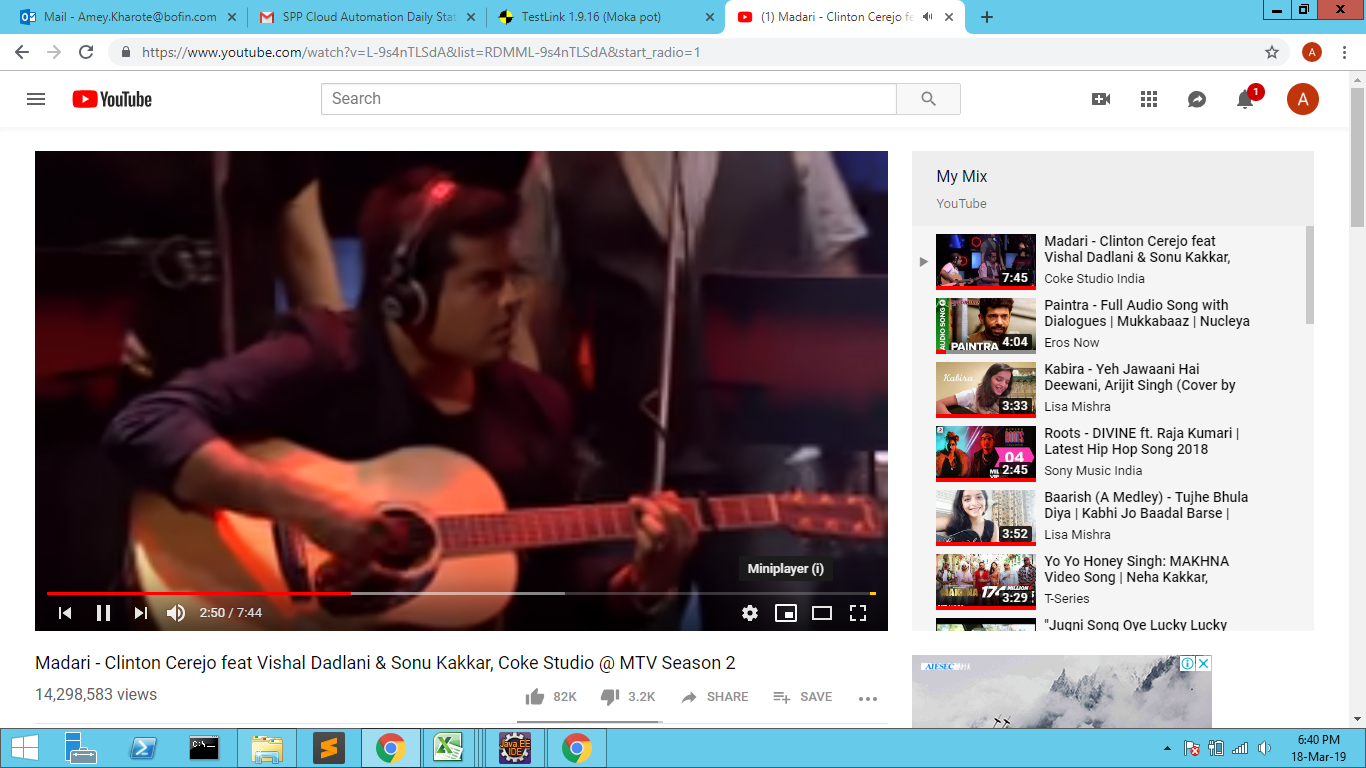 Mail - Amey.Kharote@bofin.com
SPP Cloud Automation Daily Stat
TestLink 1.9.16 (Moka pot)
(1) Madari - Clinton Cerejo fe
https://www.youtube.com/watch?v=L-9s4nTLSdA&list=RDMML-9s4nTLSdA&start_radio=1
A
YouTube
Search
1
A
My Mix
YouTube
Madari - Clinton Cerejo feat
Vishal Dadlani & Sonu Kakkar,
Coke Studio India
7:45
Paintra - Full Audio Song with
Dialogues | Mukkabaaz | Nucleya
Eros Now
AUDIO SONG
PAINTRA
4:04
Kabira - Yeh Jawaani Hai
Deewani, Arijit Singh (Cover by
Lisa Mishra
Kabira
3:33
Roots - DIVINE ft. Raja Kumari |
Latest Hip Hop Song 2018
Sony Music India
ROOTS
04
2:45
Baarish (A Medley) - Tujhe Bhula
Diya | Kabhi Jo Baadal Barse |
Lisa Mishra
3:52
Yo Yo Honey Singh: MAKHNA
Video Song | Neha Kakkar,
T-Series
3:29
"Jugni Song Oye Lucky Lucky
Miniplayer (i)
2:50 / 7:44
Madari - Clinton Cerejo feat Vishal Dadlani & Sonu Kakkar, Coke Studio @ MTV Season 2
14,298,583 views
82K
3.2K
SHARE
SAVE
AIESEC
C:\
Java EE
IDE
6:40 PM
18-Mar-19